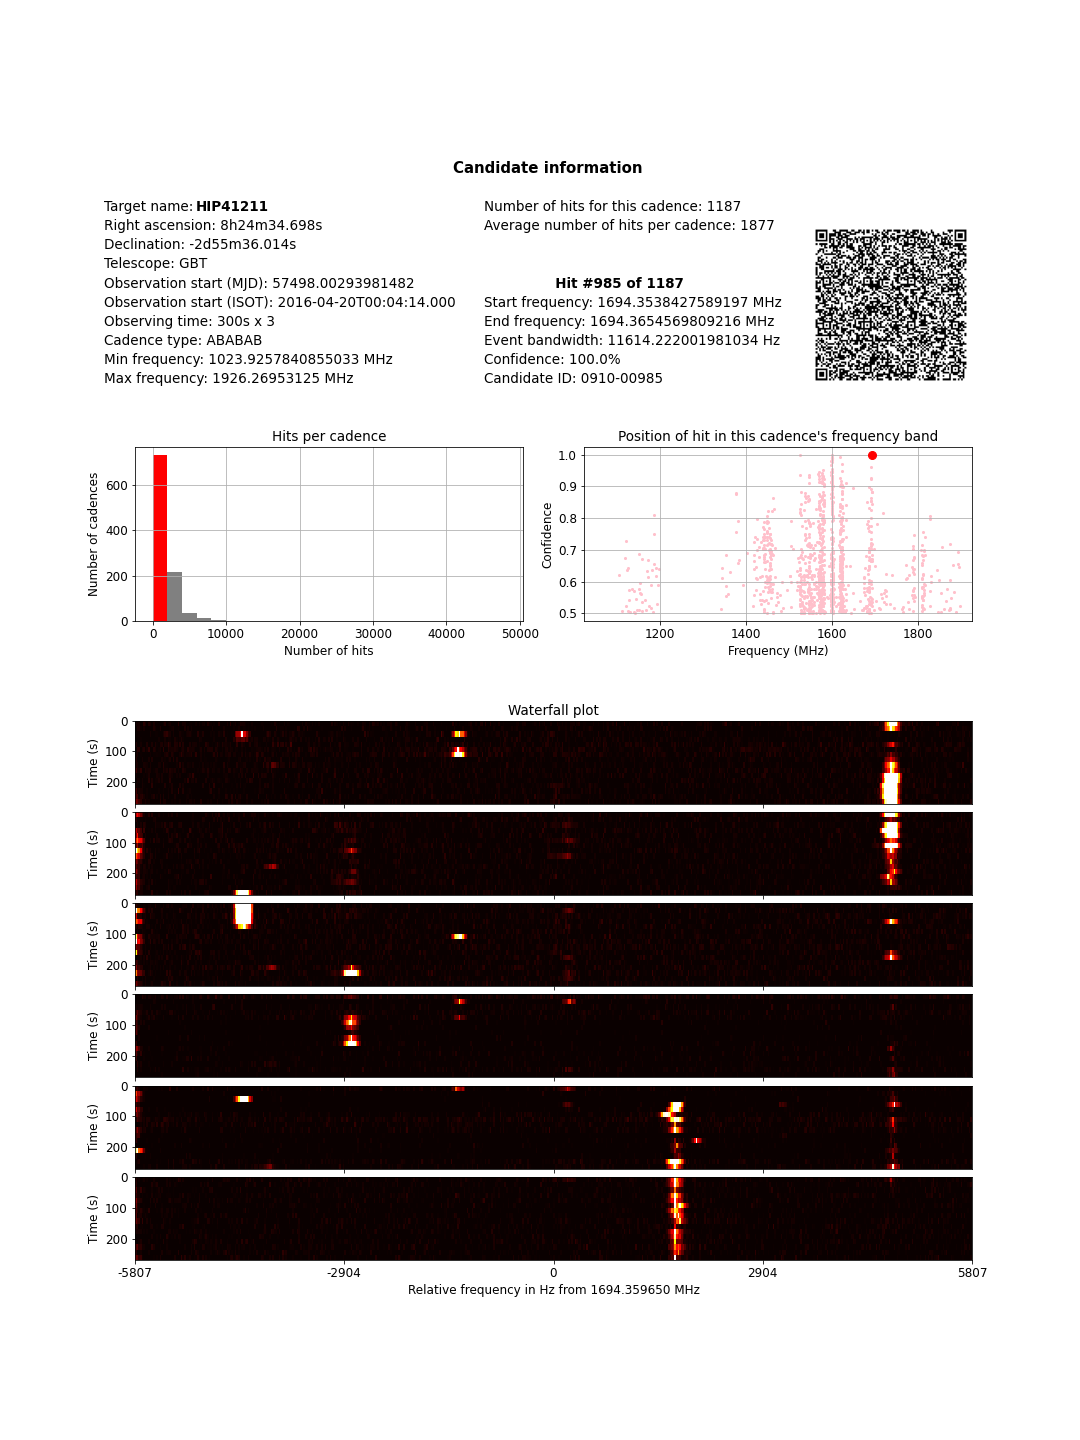 Candidate information
Target name: HIP41211
Right ascension: 8h24m34.698s
Declination: -2d55m36.014s
Telescope: GBT
Observation start (MJD): 57498.00293981482
Observation start (ISOT): 2016-04-20T00:04:14.000
Observing time: 300s x 3
Cadence type: ABABAB
Min frequency: 1023.9257840855033 MHz
Max frequency: 1926.26953125 MHz
Number of hits for this cadence: 1187
Average number of hits per cadence: 1877
Hit #985 of 1187
Start frequency: 1694.3538427589197 MHz
End frequency: 1694.3654569809216 MHz
Event bandwidth: 11614.222001981034 Hz
Confidence: 100.0%
Candidate ID: 0910-00985
Hits per cadence
Number of cadences
600
400
200
0
0 10000 20000 30000 40000 50000
Number of hits
Position of hit in this cadence's frequency band
Confidence
1.0
0.9
0.8
0.7
0.6
0.5
1200 1400 1600 1800
Frequency (MHz)
Waterfall plot
Time (s)
0
100
200
Time (s)
0
100
200
Time (s)
0
100
200
Time (s)
0
100
200
Time (s)
0
100
200
Time (s)
0
100
200
-5807 -2904 0 2904 5807
Relative frequency in Hz from 1694.359650 MHz